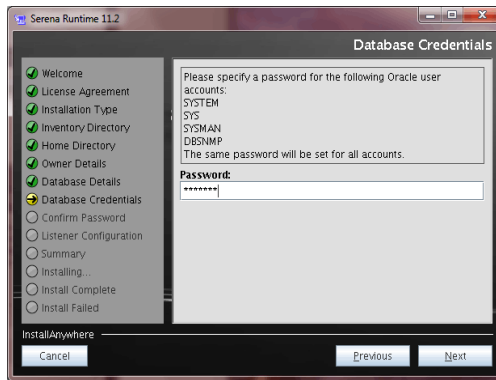 Serena Runtime 11.2
Database Credentials
Welcome
License Agreement
Installation Type
Inventory Directory
Home Directory
Owner Details
Database Details
Database Credentials
Confirm Password
Listener Configuration
Summary
Installing...
Install Complete
Install Failed
Please specify a password for the following Oracle user
accounts:
SYSTEM
SYS
SYSMAN
DBSNMP
The same password will be set for all accounts.
Password:
*******
InstallAnywhere
Cancel
Previous
Next